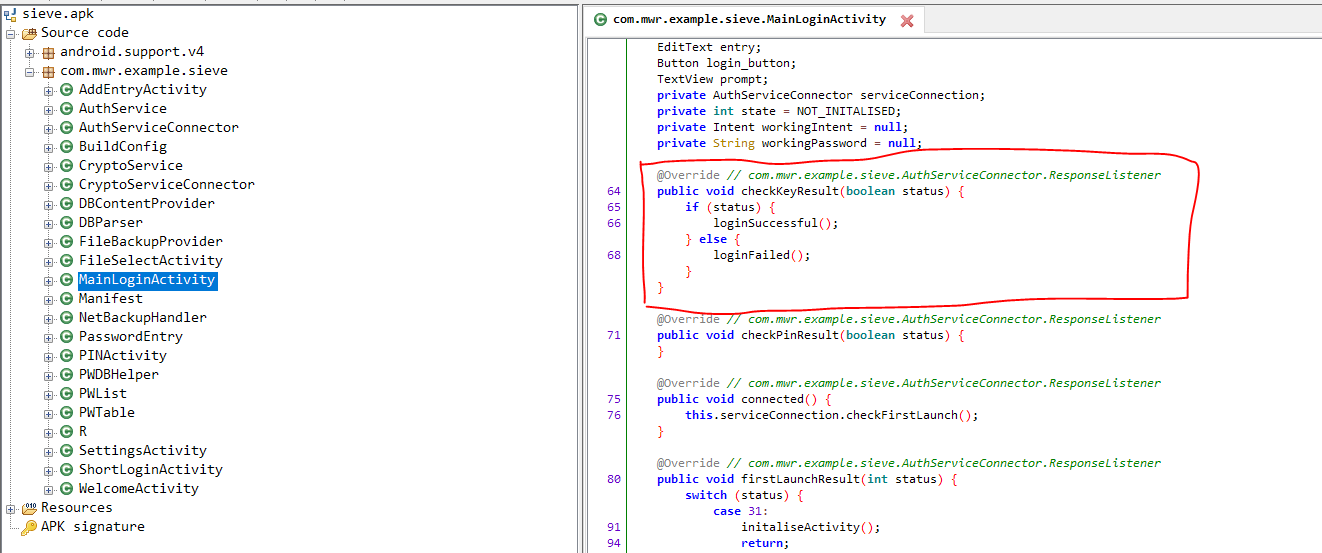 sieve.apk
Source code
android.support.v4
com.mwr.example.sieve
AddEntryActivity
AuthService
AuthServiceConnector
BuildConfig
CryptoService
CryptoServiceConnector
DBContentProvider
DBParser
FileBackupProvider
FileSelectActivity
MainLoginActivity
Manifest
NetBackupHandler
PasswordEntry
PINActivity
PWDBHelper
PWList
PWTable
R
SettingsActivity
ShortLoginActivity
WelcomeActivity
Resources
APK signature
com.mwr.example.sieve.MainLoginActivity
EditText entry;
Button login_button;
TextView prompt;
private AuthServiceConnector serviceConnection;
private int state = NOT_INITALISED;
private Intent workingIntent = null;
private String workingPassword = null;
@Override // com.mwr.example.sieve.AuthServiceConnector.ResponseListener
64 public void checkKeyResult(boolean status) {
65 if (status) {
66 loginSuccessful();
} else {
68 loginFailed();
}
}
@Override // com.mwr.example.sieve.AuthServiceConnector.ResponseListener
71 public void checkPinResult(boolean status) {
}
@Override // com.mwr.example.sieve.AuthServiceConnector.ResponseListener
75 public void connected() {
76 this.serviceConnection.checkFirstLaunch();
}
@Override // com.mwr.example.sieve.AuthServiceConnector.ResponseListener
80 public void firstLaunchResult(int status) {
switch (status) {
case 31:
91 initaliseActivity();
94 return;